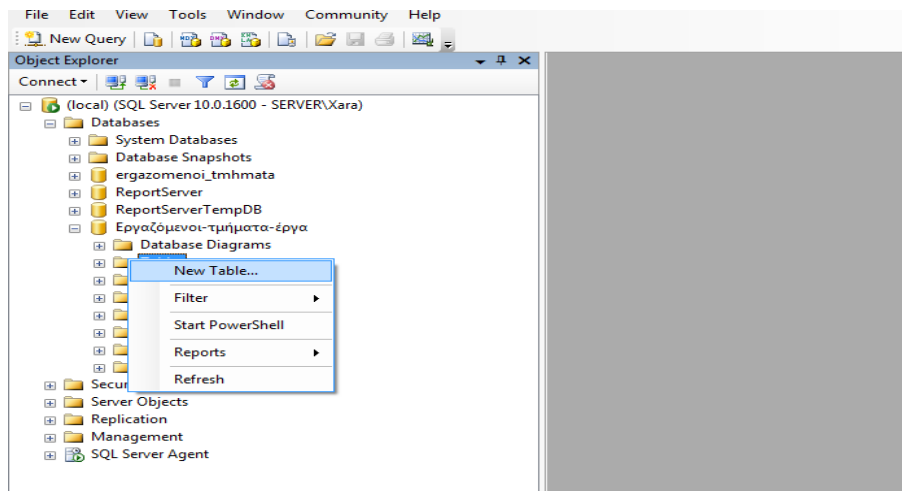 File Edit View Tools Window Community Help
New Query
Object Explorer
Connect
(local) (SQL Server 10.0.1600 - SERVER\Xara)
Databases
System Databases
Database Snapshots
ergazomenoi_tmhmata
ReportServer
ReportServerTempDB
Εργαζόμενοι-τμήματα-έργα
Database Diagrams
New Table...
Filter
Start PowerShell
Reports
Refresh
Secur
Server Objects
Replication
Management
SQL Server Agent